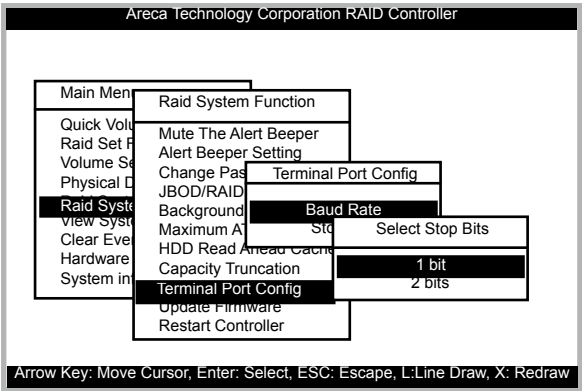 Areca Technology Corporation RAID Controller
Main Men
Quick Volu
Raid Set F
Volume Se
Physical D
Raid Syste
View Syste
Clear Eve
Hardware
System in
Raid System Function
Mute The Alert Beeper
Alert Beeper Setting
Change Pas
JBOD/RAID
Background
Maximum A
HDD Read Ahead Cache
Capacity Truncation
Terminal Port Config
Update Firmware
Restart Controller
Terminal Port Config
Baud Rate
Sto
Select Stop Bits
1 bit
2 bits
Arrow Key: Move Cursor, Enter: Select, ESC: Escape, L:Line Draw, X: Redraw